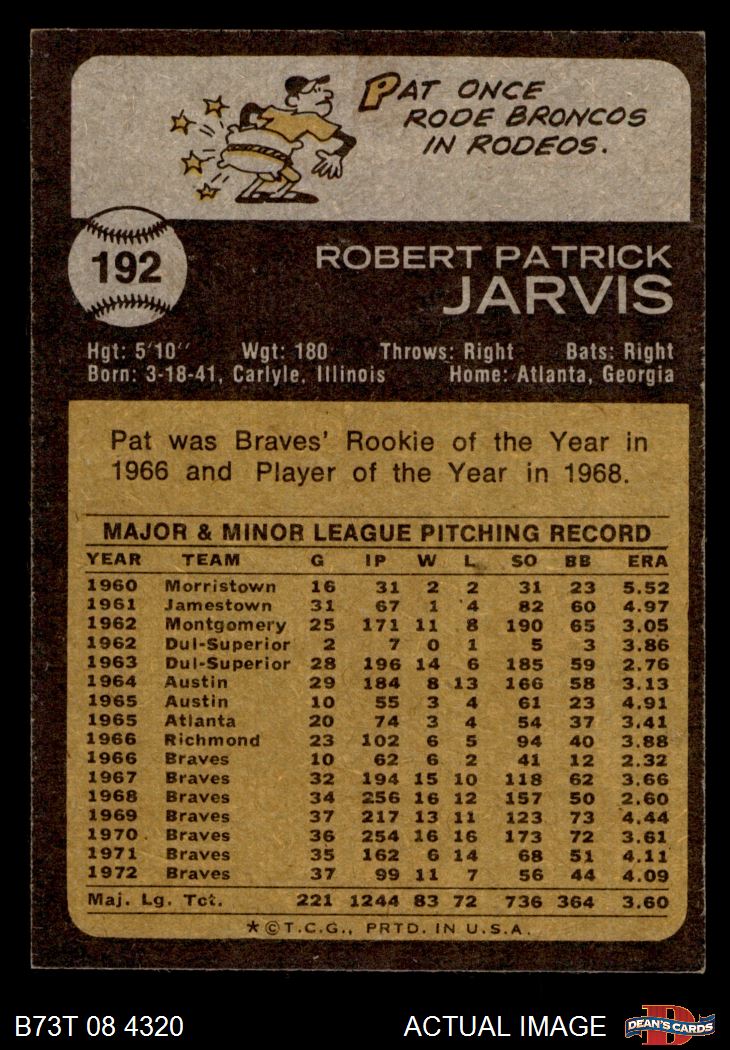 PAT ONCE
RODE BRONCOS
IN RODEOS.
192
ROBERT PATRICK
JARVIS
Hgt: 5'10" Wgt: 180 Throws: Right Bats: Right
Born: 3-18-41, Carlyle, Illinois Home: Atlanta, Georgia
Pat was Braves' Rookie of the Year in
1966 and Player of the Year in 1968.
MAJOR & MINOR LEAGUE PITCHING RECORD
YEAR TEAM G IP W L SO BB ERA
1960 Morristown 16 31 2 2 31 23 5.52
1961 Jamestown 31 67 1 4 82 60 4.97
1962 Montgomery 25 171 11 8 190 65 3.05
1962 Dul-Superior 2 7 0 1 5 3 3.86
1963 Dul-Superior 28 196 14 6 185 59 2.76
1964 Austin 29 184 8 13 166 58 3.13
1965 Austin 10 55 3 4 61 23 4.91
1965 Atlanta 20 74 3 4 54 37 3.41
1966 Richmond 23 102 6 5 94 40 3.88
1966 Braves 10 62 6 2 41 12 2.32
1967 Braves 32 194 15 10 118 62 3.66
1968 Braves 34 256 16 12 157 50 2.60
1969 Braves 37 217 13 11 123 73 4.44
1970 Braves 36 254 16 16 173 72 3.61
1971 Braves 35 162 6 14 68 51 4.11
1972 Braves 37 99 11 7 56 44 4.09
Maj. Lg. Tot. 221 1244 83 72 736 364 3.60
*©T.C.G., PRTD. IN U.S.A.
B73T 08 4320 ACTUAL IMAGE D DEAN'S CARDS